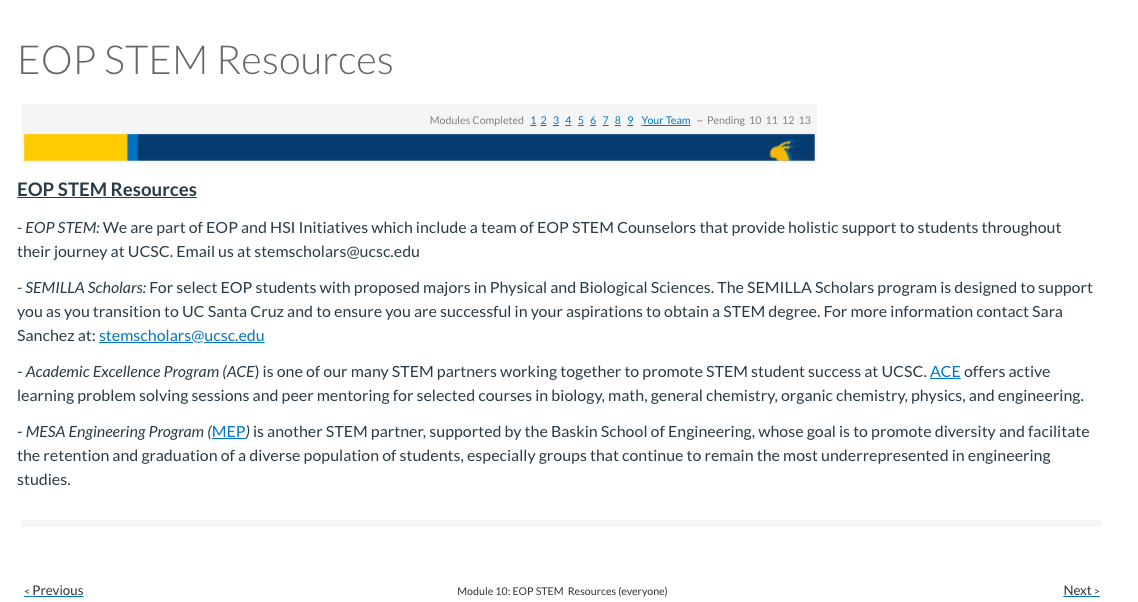 EOP STEM Resources
Modules Completed 1 2 3 4 5 6 7 8 9 Your Team ~ Pending 10 11 12 13
EOP STEM Resources
- EOP STEM: We are part of EOP and HSI Initiatives which include a team of EOP STEM Counselors that provide holistic support to students throughout
their journey at UCSC. Email us at stemscholars@ucsc.edu
- SEMILLA Scholars: For select EOP students with proposed majors in Physical and Biological Sciences. The SEMILLA Scholars program is designed to support
you as you transition to UC Santa Cruz and to ensure you are successful in your aspirations to obtain a STEM degree. For more information contact Sara
Sanchez at: stemscholars@ucsc.edu
- Academic Excellence Program (ACE) is one of our many STEM partners working together to promote STEM student success at UCSC. ACE offers active
learning problem solving sessions and peer mentoring for selected courses in biology, math, general chemistry, organic chemistry, physics, and engineering.
- MESA Engineering Program (MEP) is another STEM partner, supported by the Baskin School of Engineering, whose goal is to promote diversity and facilitate
the retention and graduation of a diverse population of students, especially groups that continue to remain the most underrepresented in engineering
studies.
< Previous Module 10: EOP STEM Resources (everyone) Next >